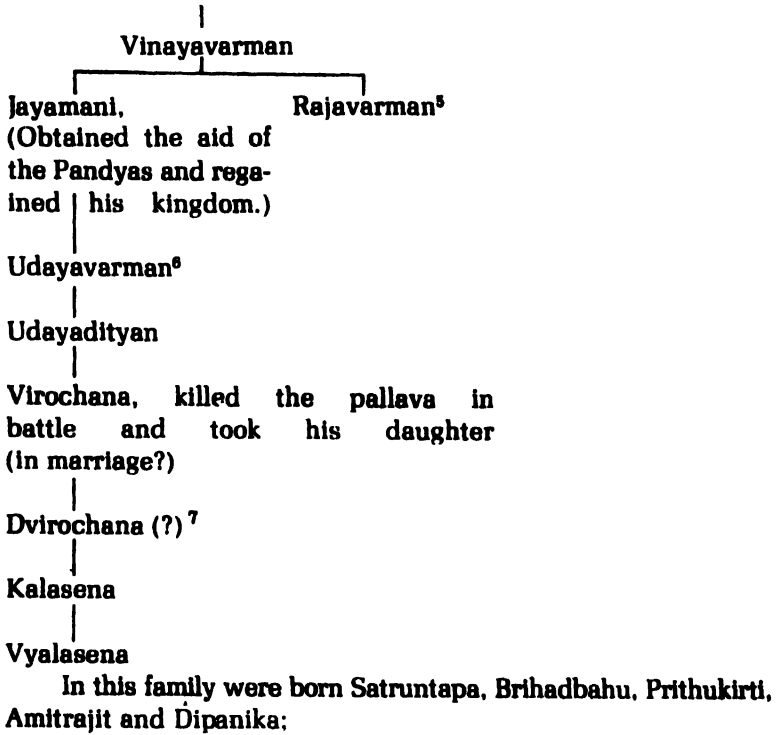 Vinayavarman
Jayamani, Rajavarman⁵
(Obtained the aid of
the Pandyas and rega-
ined his kingdom.)
Udayavarman⁶
Udayadityan
Virochana, killed the pallava in
battle and took his daughter
(in marriage?)
Dvirochana (?) ⁷
Kalasena
Vyalasena
In this family were born Satruntapa, Brihadbahu, Prithukirti,
Amitrajit and Dipanika;